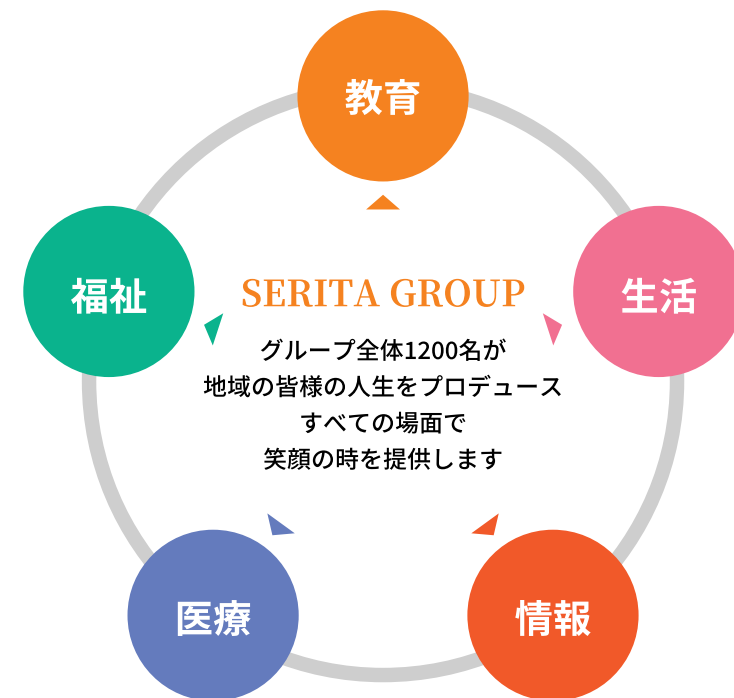 教育
福祉
生活
SERITA GROUP
グループ全体1200名が
地域の皆様の人生をプロデュース
すべての場面で
笑顔の時を提供します
医療
情報